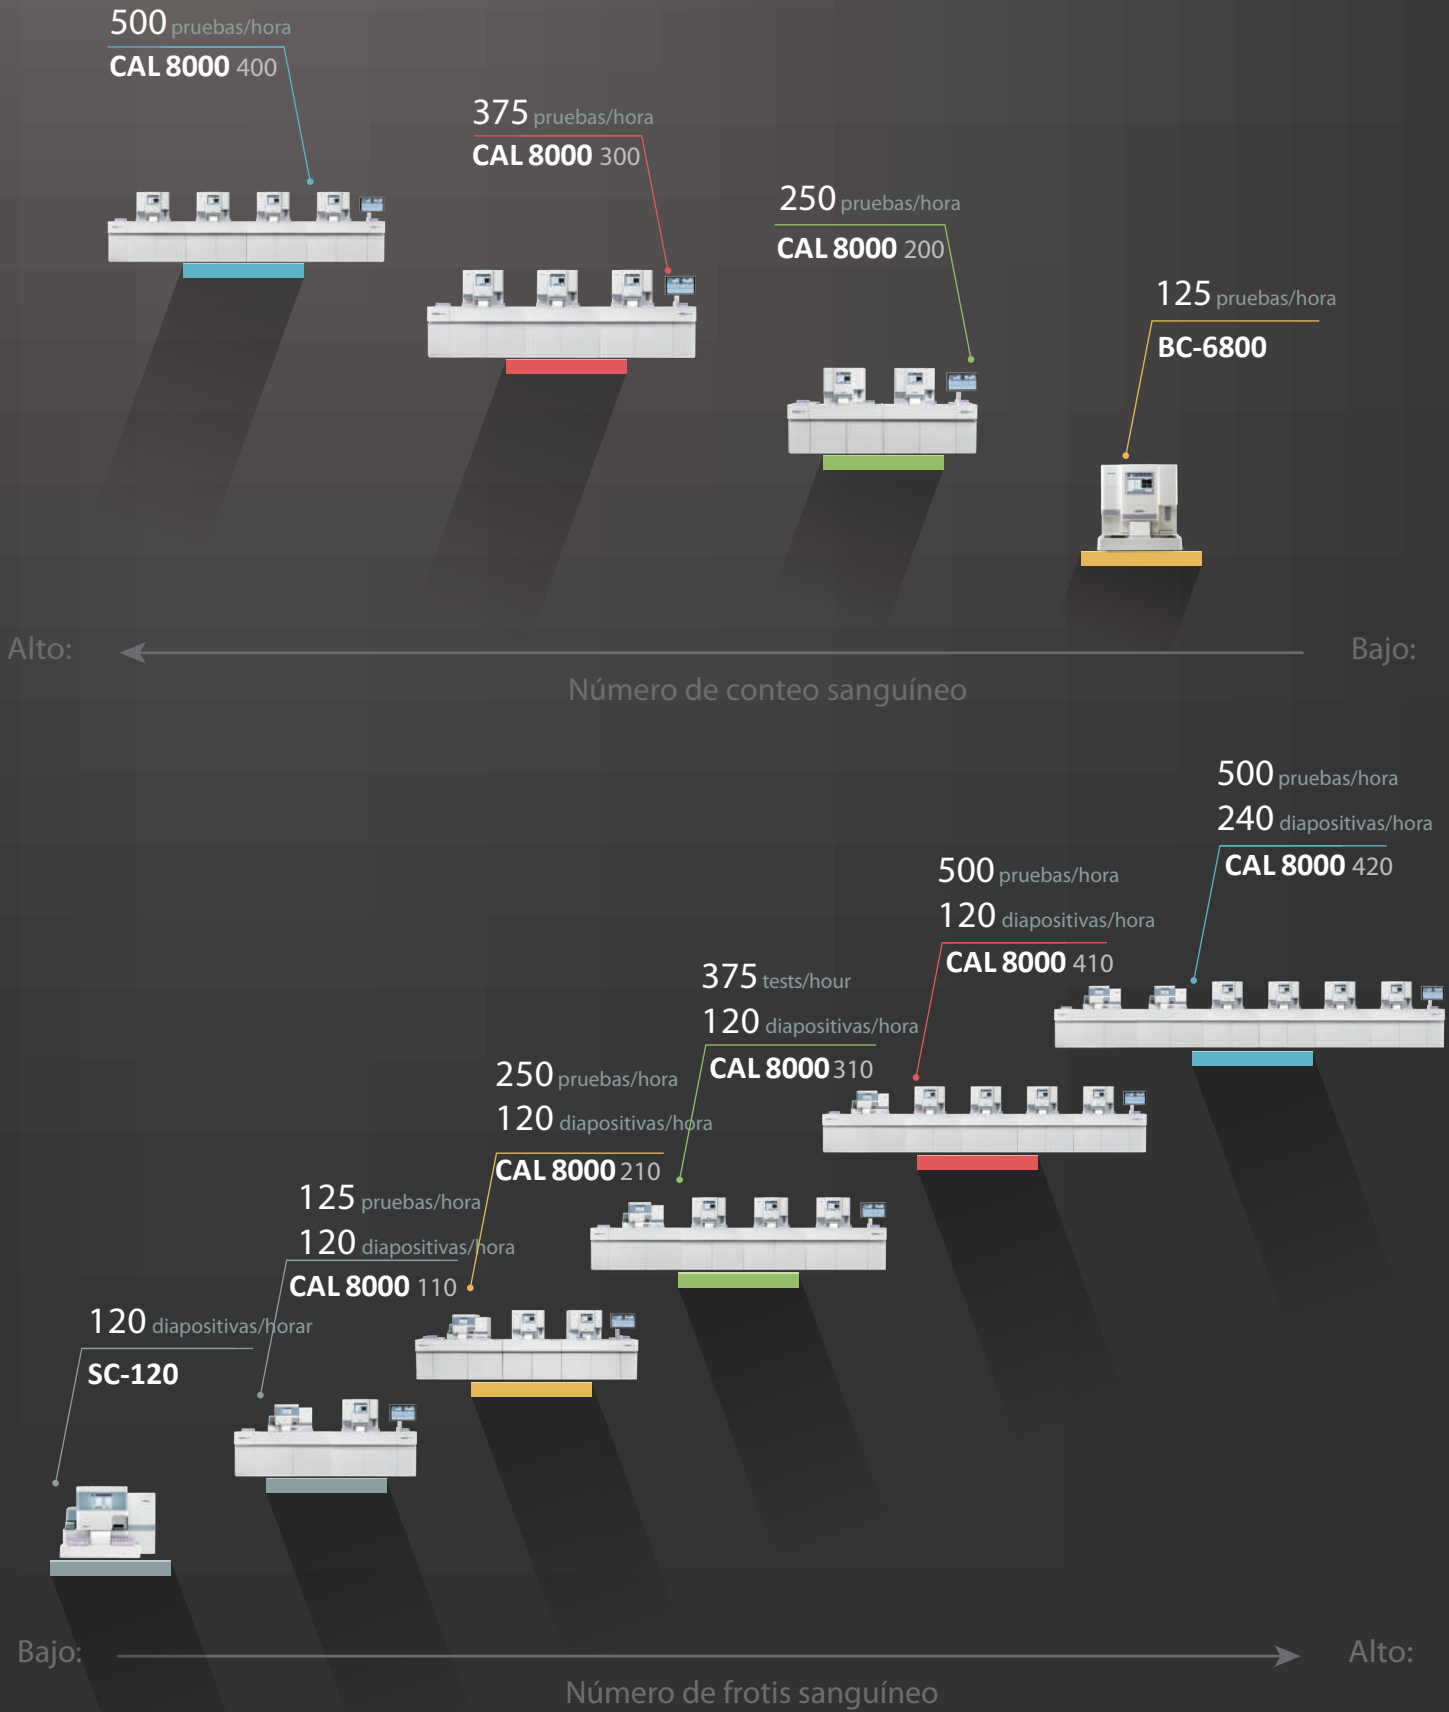 500 pruebas/hora
CAL 8000 400
375 pruebas/hora
CAL 8000 300
250 pruebas/hora
CAL 8000 200
125 pruebas/hora
BC-6800
Alto:
Bajo:
Número de conteo sanguíneo
500 pruebas/hora
240 diapositivas/hora
CAL 8000 420
500 pruebas/hora
120 diapositivas/hora
CAL 8000 410
375 tests/hour
120 diapositivas/hora
CAL 8000 310
250 pruebas/hora
120 diapositivas/hora
CAL 8000 210
125 pruebas/hora
120 diapositivas/hora
CAL 8000 110
120 diapositivas/horar
SC-120
Bajo:
Alto:
Número de frotis sanguíneo